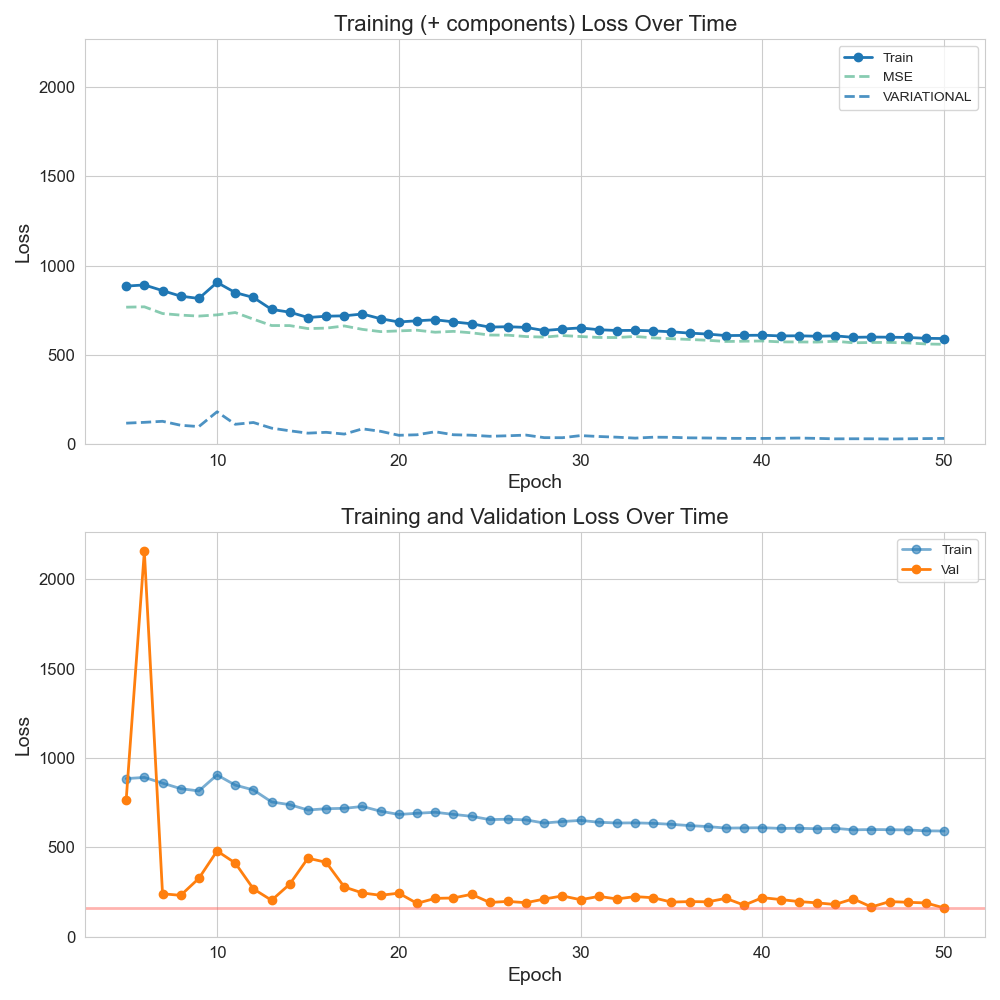 Training (+ components) Loss Over Time
Train
MSE
VARIATIONAL
2000
1500
1000
500
0
Loss
10 20 30 40 50
Epoch
Training and Validation Loss Over Time
Train
Val
2000
1500
1000
500
0
Loss
10 20 30 40 50
Epoch